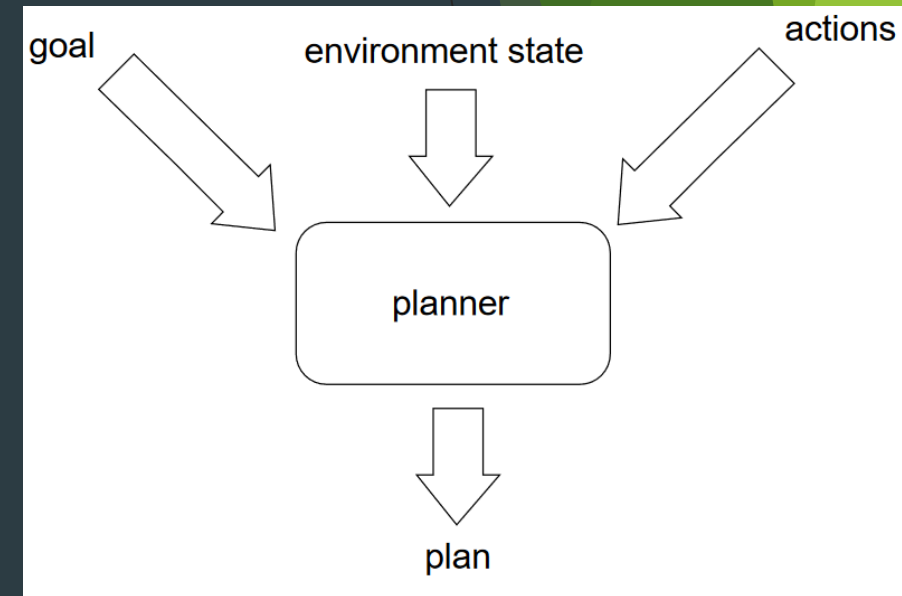 goal
environment state
actions
planner
plan